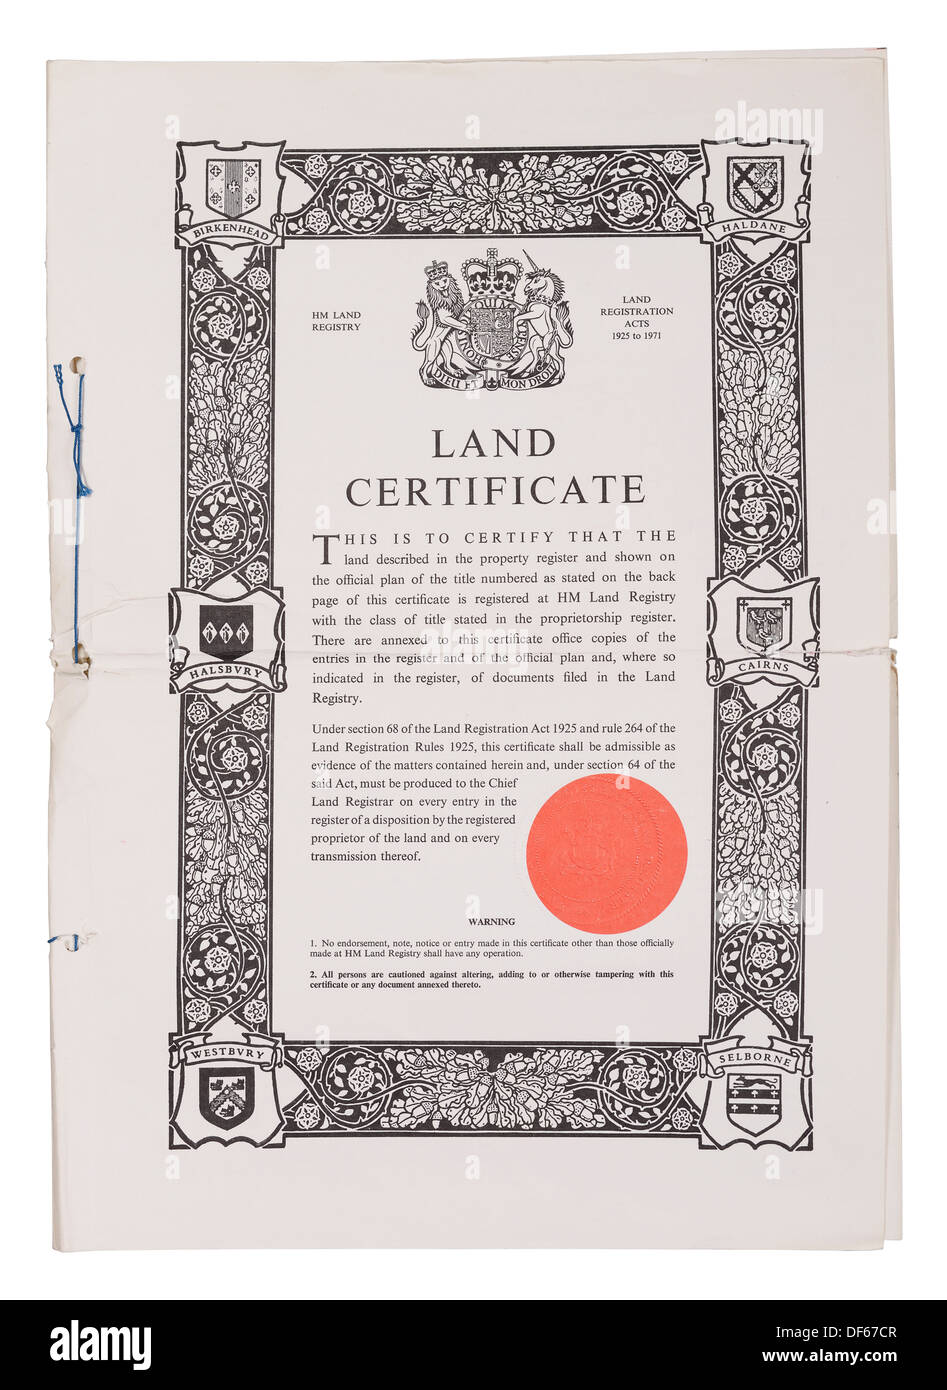 BIRKENHEAD
HALDANE
HM LAND
REGISTRY
LAND
REGISTRATION
ACTS
1925 to 1971
DIEU ET MON DROIT
LAND
CERTIFICATE
THIS IS TO CERTIFY THAT THE
land described in the property register and shown on
the official plan of the title numbered as stated on the back
page of this certificate is registered at HM Land Registry
with the class of title stated in the proprietorship register.
There are annexed to this certificate office copies of the
entries in the register and of the official plan and, where so
indicated in the register, of documents filed in the Land
Registry.
HALSBVRY
CAIRNS
Under section 68 of the Land Registration Act 1925 and rule 264 of the
Land Registration Rules 1925, this certificate shall be admissible as
evidence of the matters contained herein and, under section 64 of the
said Act, must be produced to the Chief
Land Registrar on every entry in the
register of a disposition by the registered
proprietor of the land and on every
transmission thereof.
WARNING
1. No endorsement, note, notice or entry made in this certificate other than those officially
made at HM Land Registry shall have any operation.
2. All persons are cautioned against altering, adding to or otherwise tampering with this
certificate or any document annexed thereto.
WESTBVRY
SELBORNE
alamy
alamy
Image ID: DF67CR
www.alamy.com